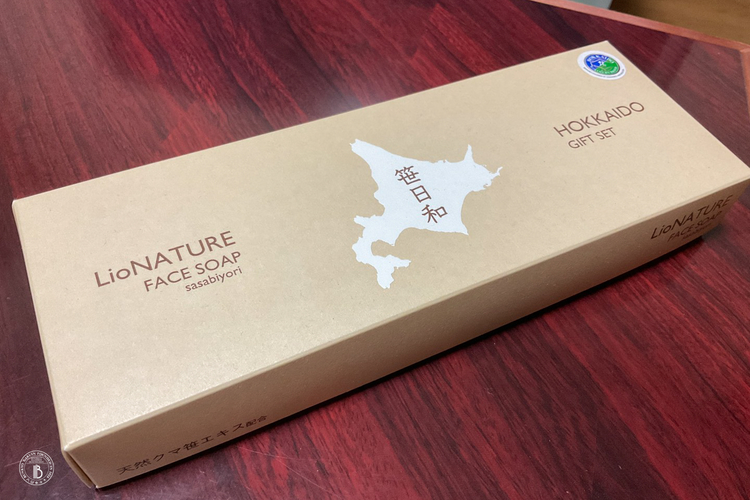 LioNATURE
FACE SOAP
sasabiyori
笹日和
HOKKAIDO
GIFT SET
LioNATURE
FACE SOAP
天然クマ笹エキス配合
B